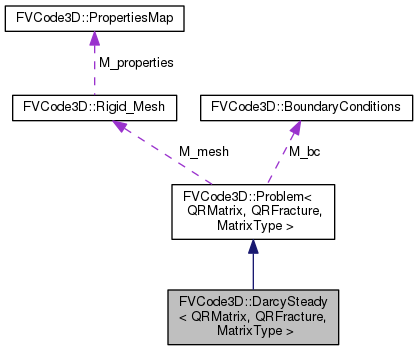 FVCode3D::PropertiesMap
M_properties
FVCode3D::Rigid_Mesh
FVCode3D::BoundaryConditions
M_mesh
M_bc
FVCode3D::Problem<
QRMatrix, QRFracture,
MatrixType >
FVCode3D::DarcySteady
< QRMatrix, QRFracture,
MatrixType >